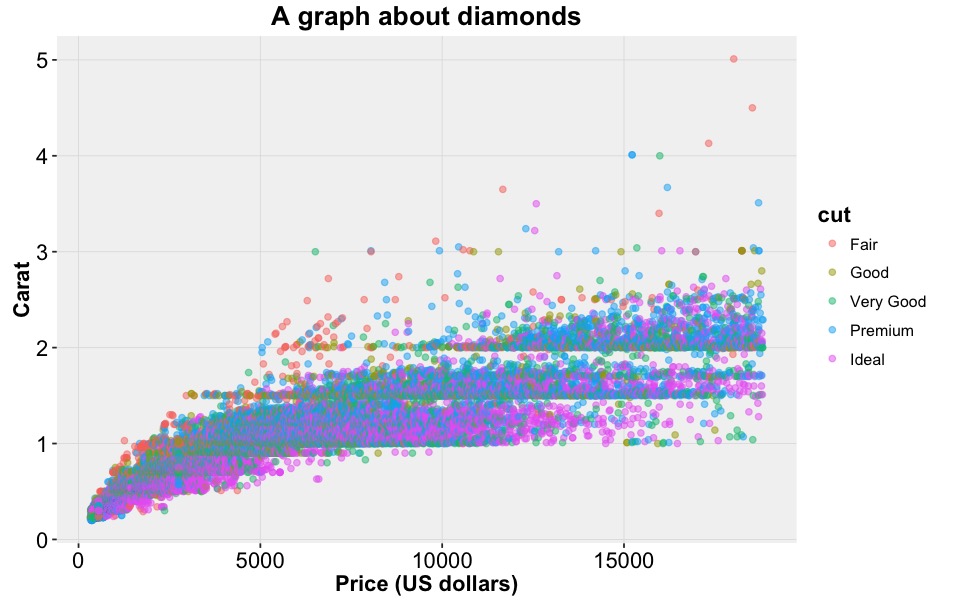 A graph about diamonds
5
4
3
2
1
0
Carat
0 5000 10000 15000
Price (US dollars)
cut
Fair
Good
Very Good
Premium
Ideal